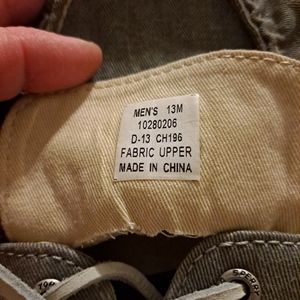 MEN'S 13M
10280206
D-13 CH196
FABRIC UPPER
MADE IN CHINA